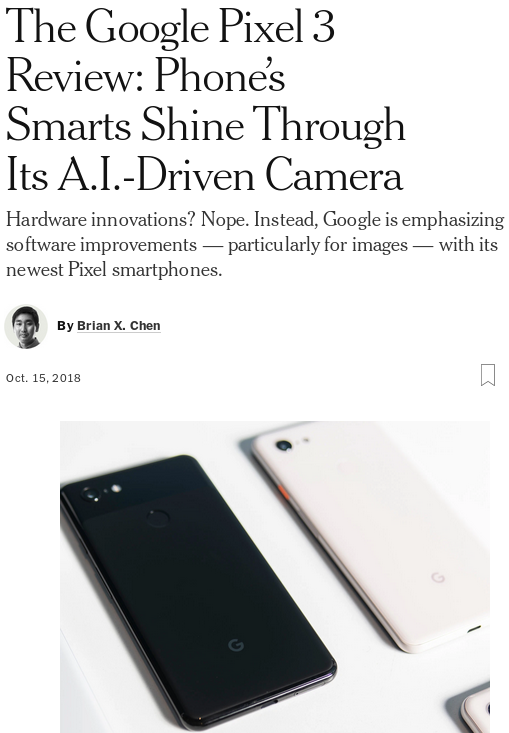 The Google Pixel 3
Review: Phone’s
Smarts Shine Through
Its A.I.-Driven Camera
Hardware innovations? Nope. Instead, Google is emphasizing
software improvements — particularly for images — with its
newest Pixel smartphones.
By Brian X. Chen
Oct. 15, 2018
G
G